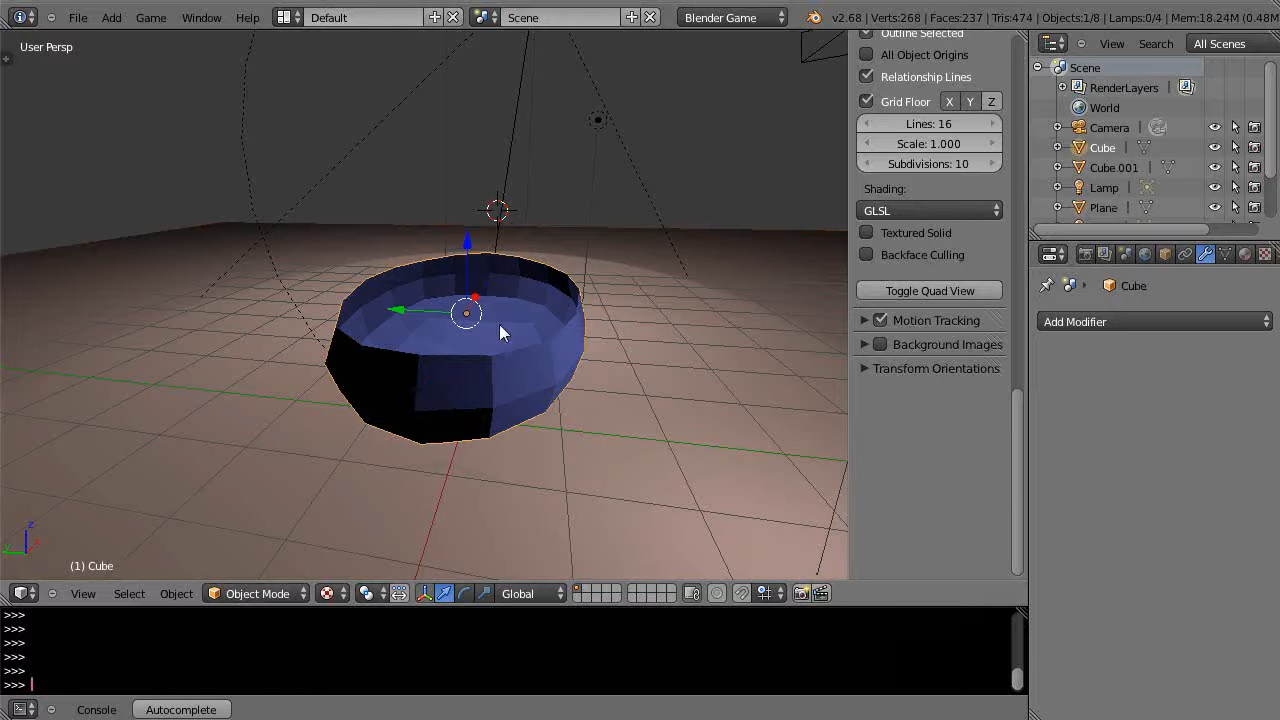 File Add Game Window Help Default Scene Blender Game v2.68 | Verts:268 | Faces:237 | Tris:474 | Objects:1/8 | Lamps:0/4 | Mem:18.24M (0.48M
User Persp
Outline Selected
All Object Origins
Relationship Lines
Grid Floor X Y Z
Lines: 16
Scale: 1.000
Subdivisions: 10
Shading:
GLSL
Textured Solid
Backface Culling
Toggle Quad View
Motion Tracking
Background Images
Transform Orientations
View Search All Scenes
Scene
RenderLayers |
World
Camera |
Cube |
Cube.001 |
Lamp |
Plane |
Cube
Add Modifier
z
y x
(1) Cube
View Select Object Object Mode Global
>>>
>>>
>>>
>>>
>>>
>>>
Console Autocomplete